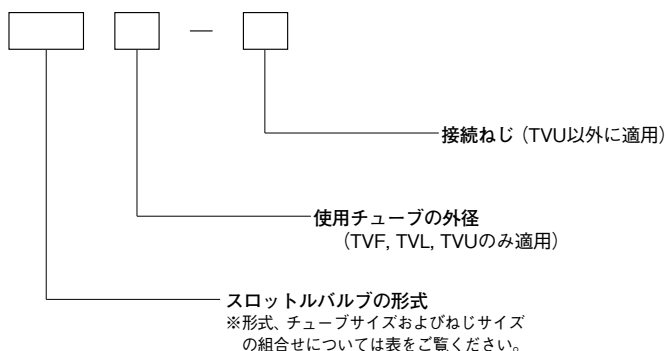 接続ねじ（TVU以外に適用）
使用チューブの外径
（TVF, TVL, TVUのみ適用）
スロットルバルブの形式
※形式、チューブサイズおよびねじサイズ
の組合せについては表をご覧ください。